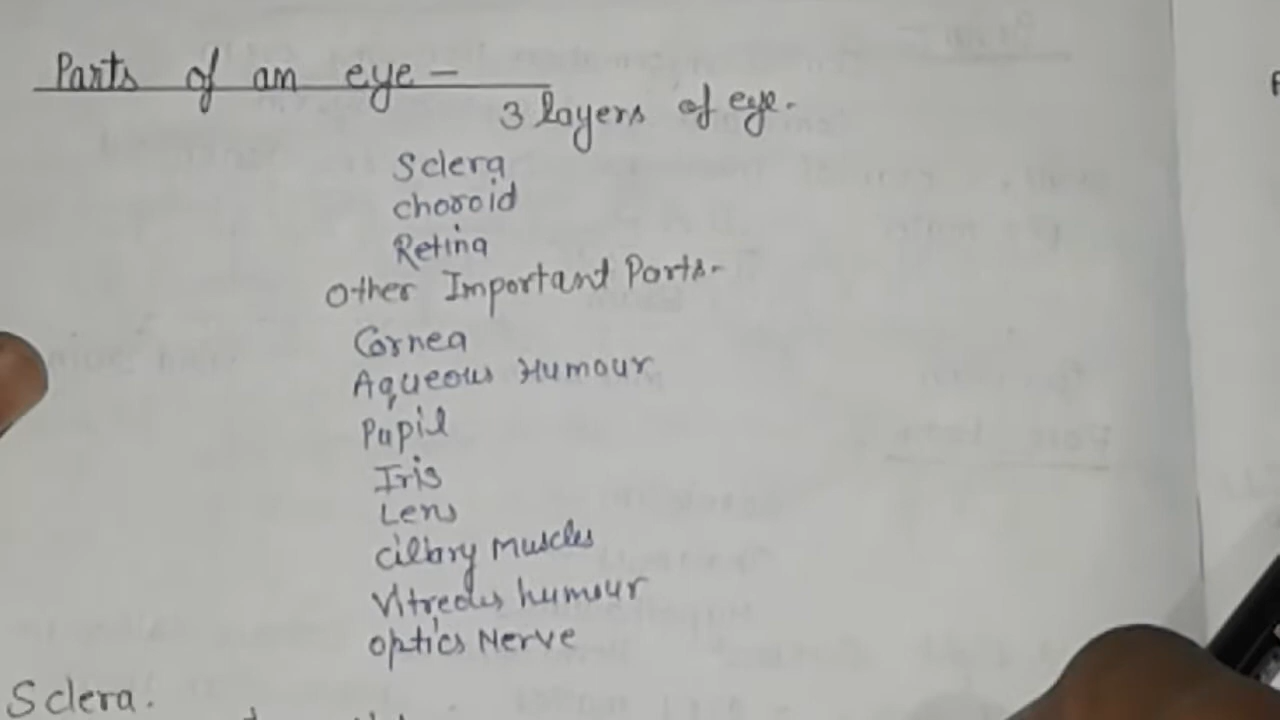 Parts of an eye -
3 layers of eye.
Sclera
choroid
Retina
Other Important Parts-
Cornea
Aqueous Humour
Pupil
Iris
Lens
cilary Muscles
Vitreous humour
optics Nerve
Sclera.